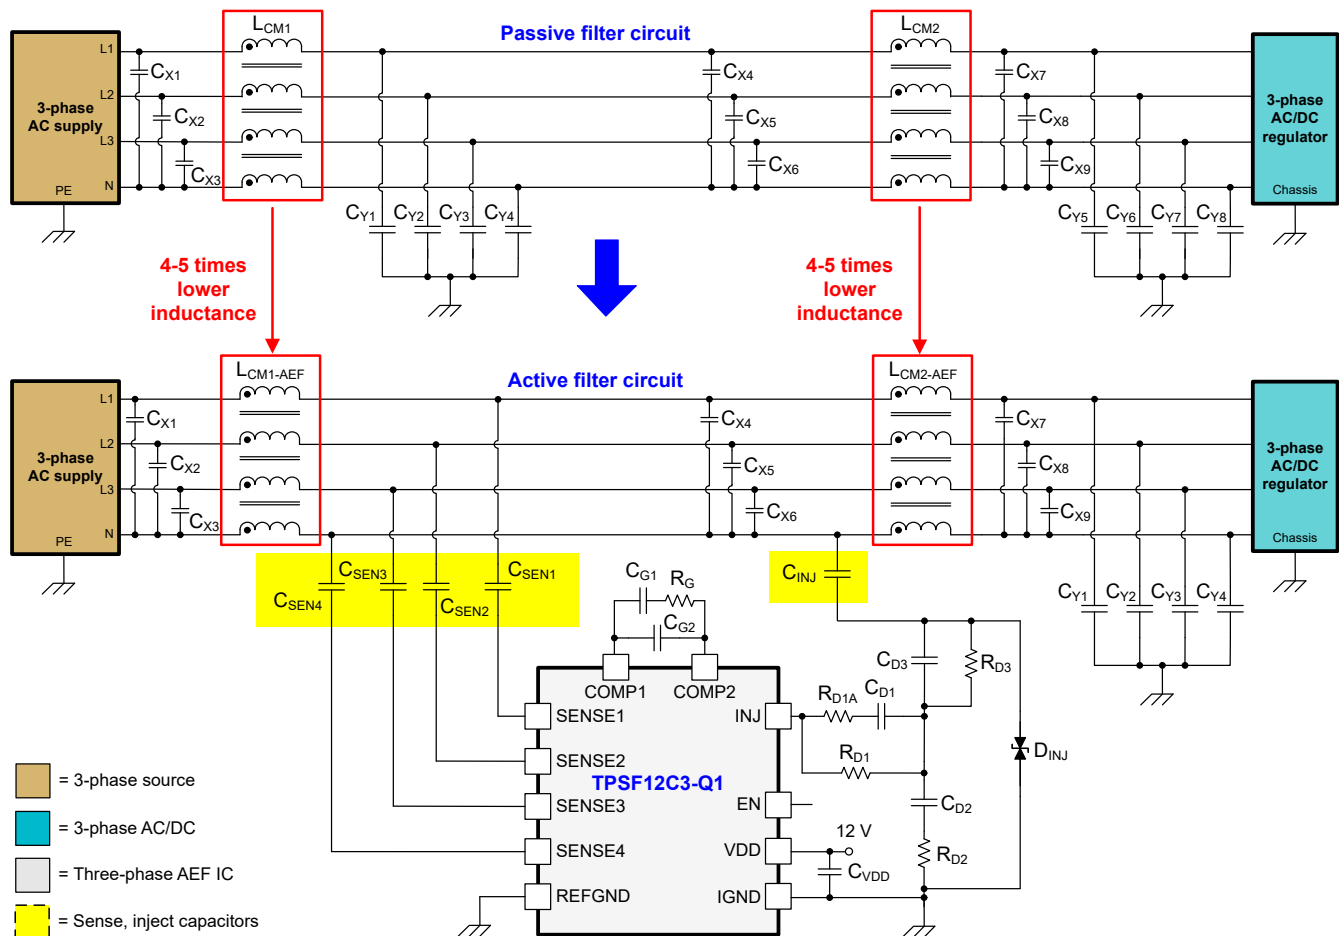 Passive filter circuit
LCM1
LCM2
3-phase
AC supply
L1
L2
L3
N
PE
CX1
CX2
CX3
CY1
CY2
CY3
CY4
CX4
CX5
CX6
CX7
CX8
CX9
CY5
CY6
CY7
CY8
3-phase
AC/DC
regulator
Chassis
4-5 times
lower
inductance
4-5 times
lower
inductance
Active filter circuit
LCM1-AEF
LCM2-AEF
3-phase
AC supply
L1
L2
L3
N
PE
CX1
CX2
CX3
CX4
CX5
CX6
CX7
CX8
CX9
3-phase
AC/DC
regulator
Chassis
CSEN4
CSEN3
CSEN2
CSEN1
CINJ
CY1
CY2
CY3
CY4
CG1
RG
CG2
COMP1
COMP2
SENSE1
SENSE2
SENSE3
SENSE4
REFGND
TPSF12C3-Q1
INJ
EN
VDD
IGND
RD1A
CD1
RD1
CD3
RD3
CD2
RD2
DINJ
12 V
CVDD
= 3-phase source
= 3-phase AC/DC
= Three-phase AEF IC
= Sense, inject capacitors